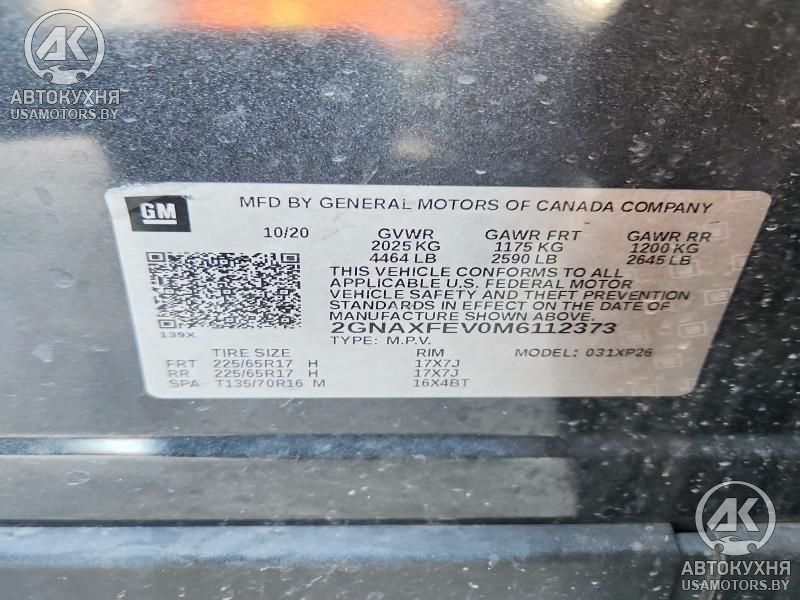 АК
АВТОКУХНЯ
USAMOTORS.BY
GM
MFD BY GENERAL MOTORS OF CANADA COMPANY
10/20 GVWR GAWR FRT GAWR RR
2025 KG 1175 KG 1200 KG
4464 LB 2590 LB 2645 LB
THIS VEHICLE CONFORMS TO ALL
APPLICABLE U.S. FEDERAL MOTOR
VEHICLE SAFETY AND THEFT PREVENTION
STANDARDS IN EFFECT ON THE DATE OF
MANUFACTURE SHOWN ABOVE.
139X 2GNAXFEV0M6112373
TYPE: M.P.V. MODEL: 031XP26
TIRE SIZE RIM
FRT 225/65R17 H 17X7J
RR 225/65R17 H 17X7J
SPA T135/70R16 M 16X4BT
АК
АВТОКУХНЯ
USAMOTORS.BY